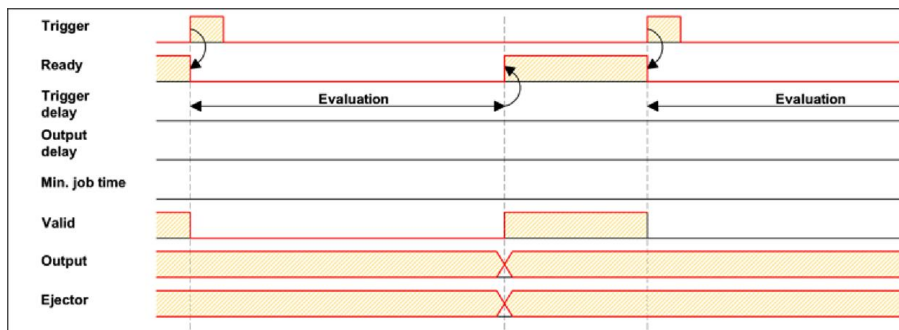 Trigger
Ready
Trigger
delay
Evaluation
Evaluation
Output
delay
Min. job time
Valid
Output
Ejector